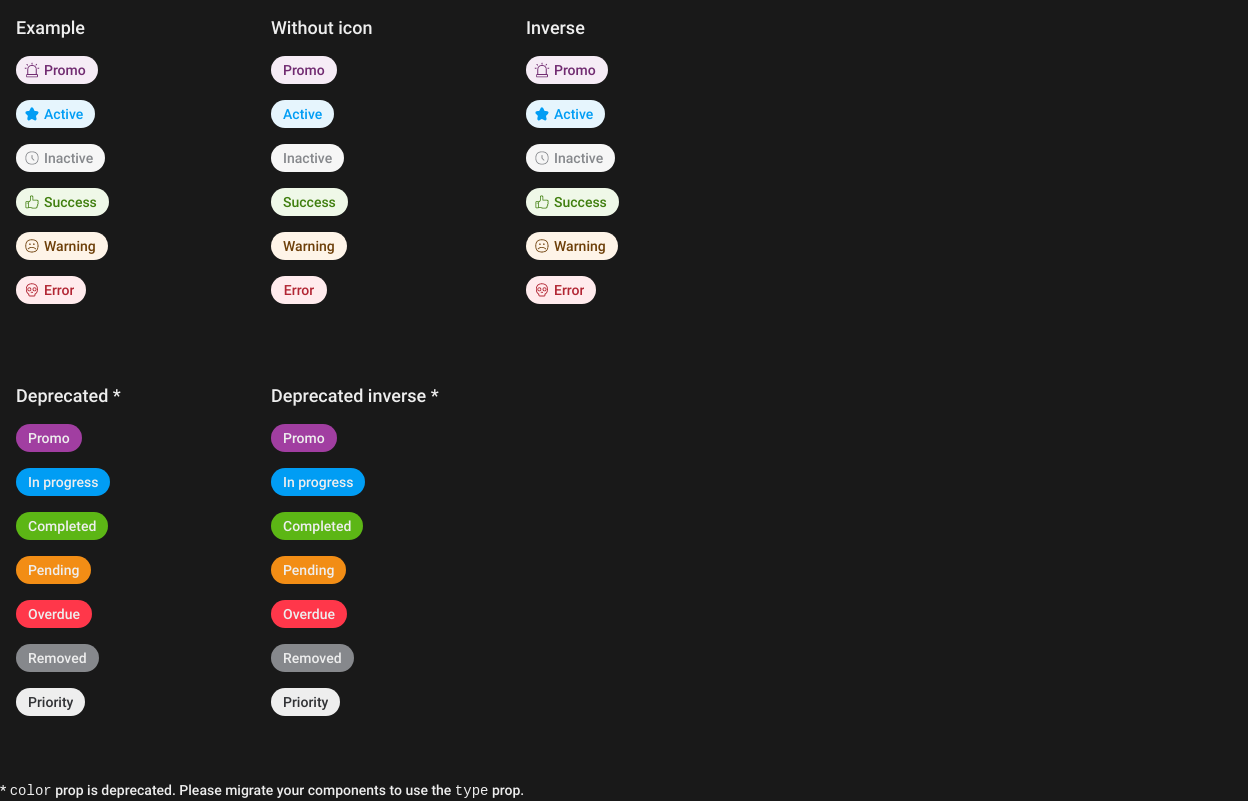 Example
Promo
Active
Inactive
Success
Warning
Error
Without icon
Promo
Active
Inactive
Success
Warning
Error
Inverse
Promo
Active
Inactive
Success
Warning
Error
Deprecated *
Promo
In progress
Completed
Pending
Overdue
Removed
Priority
Deprecated inverse *
Promo
In progress
Completed
Pending
Overdue
Removed
Priority
* color prop is deprecated. Please migrate your components to use the type prop.